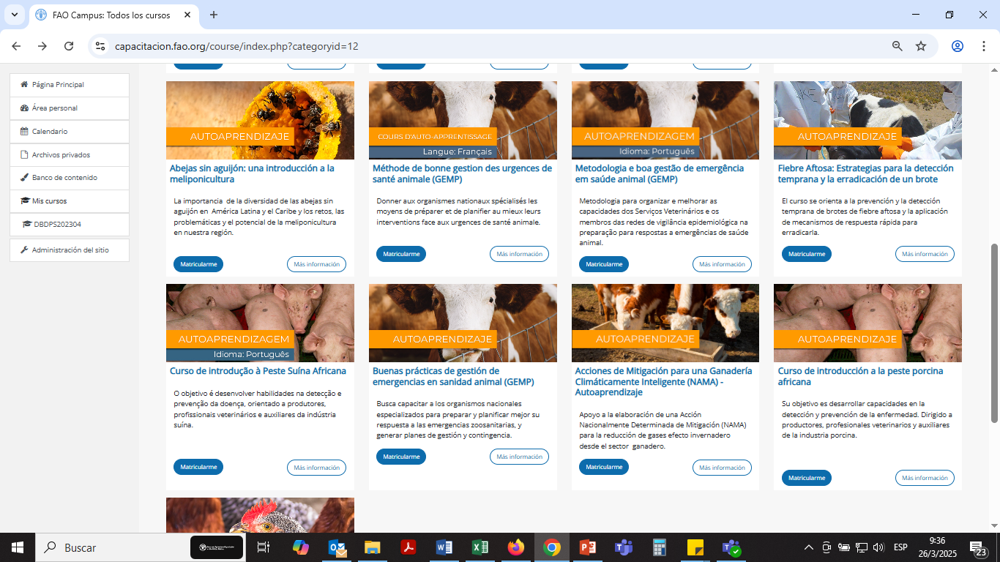 FAO Campus: Todos los cursos
capacitacion.fao.org/course/index.php?categoryid=12
Página Principal
Área personal
Calendario
Archivos privados
Banco de contenido
Mis cursos
DBDPS202304
Administración del sitio
AUTOAPRENDIZAJE
Abejas sin aguijón: una introducción a la
meliponicultura
La importancia de la diversidad de las abejas sin
aguijón en América Latina y el Caribe y los retos, las
problemáticas y el potencial de la meliponicultura
en nuestra región.
Matricularme
Más información
COURS D'AUTO-APPRENTISSAGE
Langue: Français
Méthode de bonne gestion des urgences de
santé animale (GEMP)
Donner aux organismes nationaux spécialisés les
moyens de préparer et de planifier au mieux leurs
interventions face aux urgences de santé animale.
Matricularme
Más información
AUTOAPRENDIZAGEM
Idioma: Português
Metodologia e boa gestão de emergência
em saúde animal (GEMP)
Metodologia para organizar e melhorar as
capacidades dos Serviços Veterinários e os
membros das redes de vigilância epidemiológica na
preparação para respostas a emergências de saúde
animal.
Matricularme
Más información
AUTOAPRENDIZAJE
Fiebre Aftosa: Estrategias para la detección
temprana y la erradicación de un brote
El curso se orienta a la prevención y la detección
temprana de brotes de fiebre aftosa y la aplicación
de mecanismos de respuesta rápida para
erradicarla.
Matricularme
Más información
AUTOAPRENDIZAGEM
Idioma: Português
Curso de introdução à Peste Suína Africana
O objetivo é desenvolver habilidades na detecção e
prevenção da doença, orientado a produtores,
profissionais veterinários e auxiliares da indústria
suína.
Matricularme
Más información
AUTOAPRENDIZAJE
Buenas prácticas de gestión de
emergencias en sanidad animal (GEMP)
Busca capacitar a los organismos nacionales
especializados para preparar y planificar mejor su
respuesta a las emergencias zoosanitarias, y
generar planes de gestión y contingencia.
Matricularme
Más información
AUTOAPRENDIZAJE
Acciones de Mitigación para una Ganadería
Climáticamente Inteligente (NAMA) -
Autoaprendizaje
Apoyo a la elaboración de una Acción
Nacionalmente Determinada de Mitigación (NAMA)
para la reducción de gases efecto invernadero
desde el sector ganadero.
Matricularme
Más información
AUTOAPRENDIZAJE
Curso de introducción a la peste porcina
africana
Su objetivo es desarrollar capacidades en la
detección y prevención de la enfermedad. Dirigido a
productores, profesionales veterinarios y auxiliares
de la industria porcina.
Matricularme
Más información
Buscar
ESP
9:36
26/3/2025
23